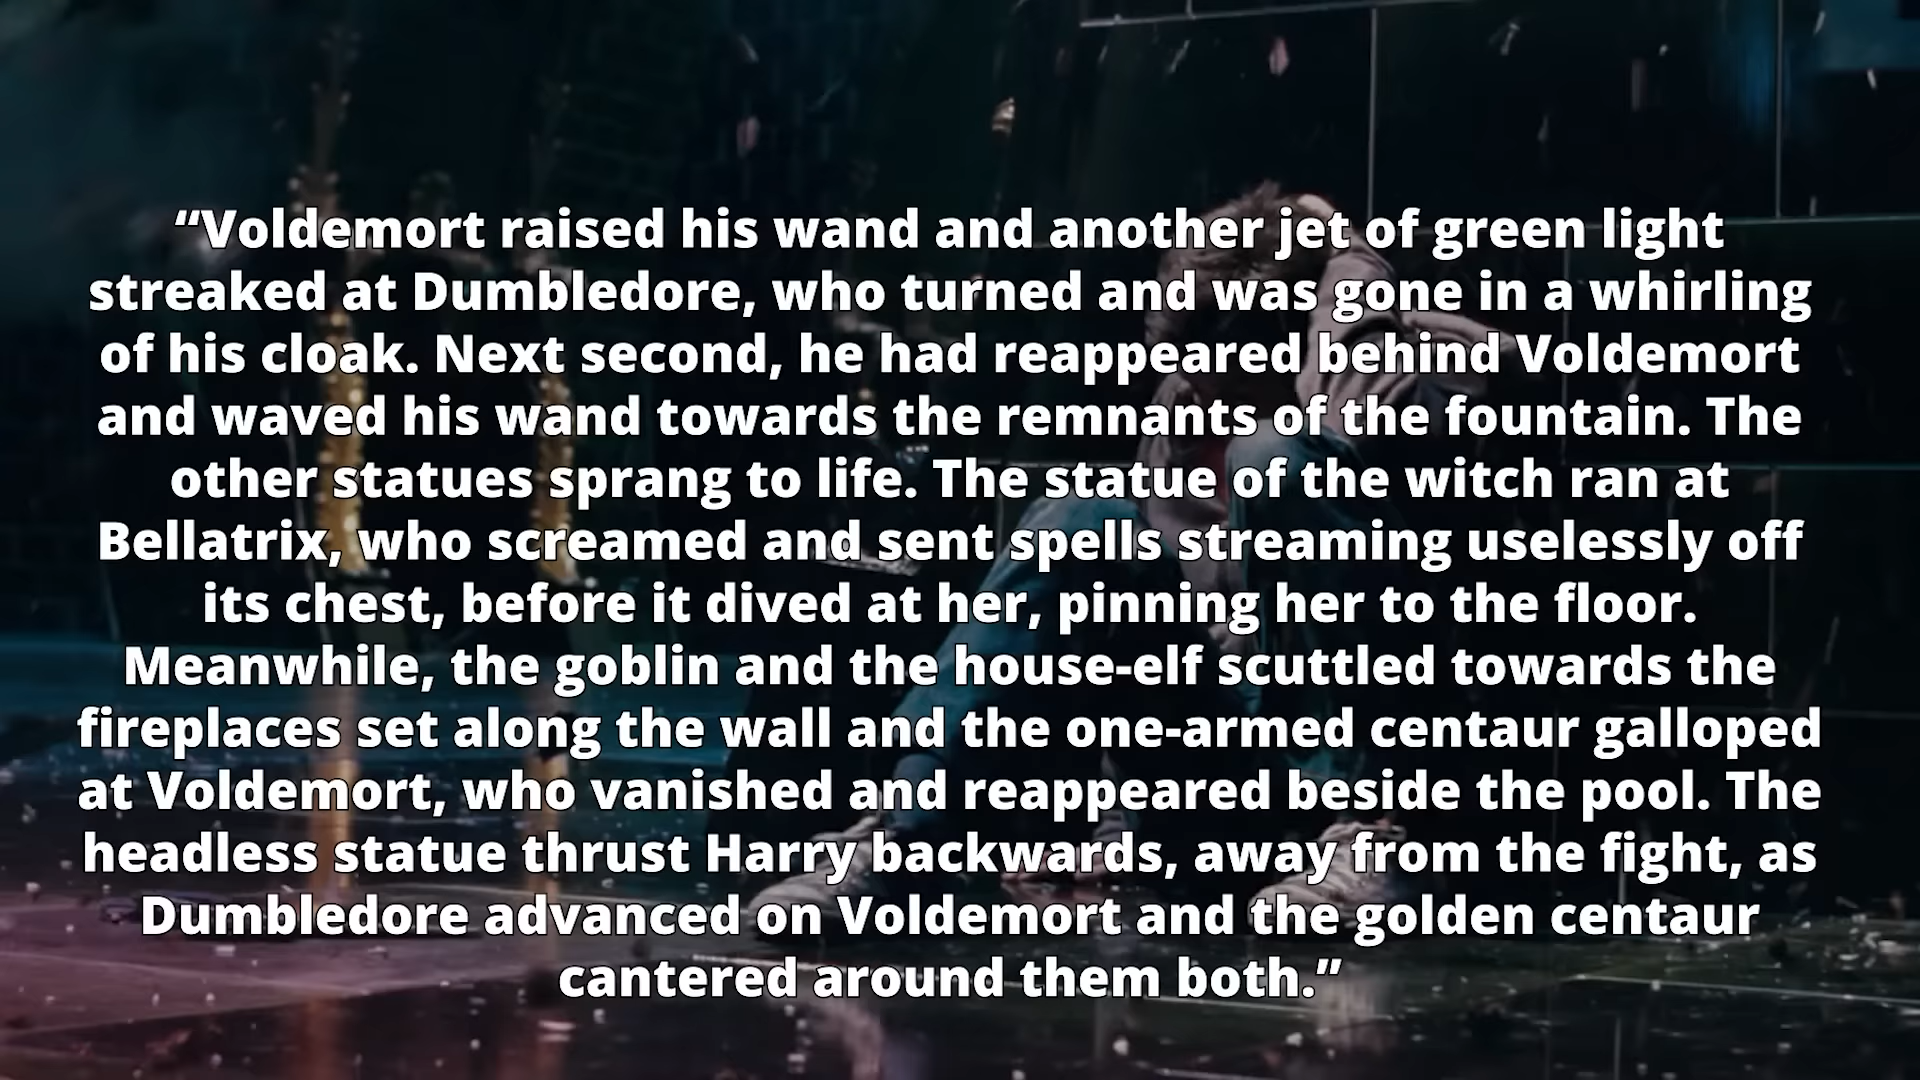 “Voldemort raised his wand and another jet of green light
streaked at Dumbledore, who turned and was gone in a whirling
of his cloak. Next second, he had reappeared behind Voldemort
and waved his wand towards the remnants of the fountain. The
other statues sprang to life. The statue of the witch ran at
Bellatrix, who screamed and sent spells streaming uselessly off
its chest, before it dived at her, pinning her to the floor.
Meanwhile, the goblin and the house-elf scuttled towards the
fireplaces set along the wall and the one-armed centaur galloped
at Voldemort, who vanished and reappeared beside the pool. The
headless statue thrust Harry backwards, away from the fight, as
Dumbledore advanced on Voldemort and the golden centaur
cantered around them both.”